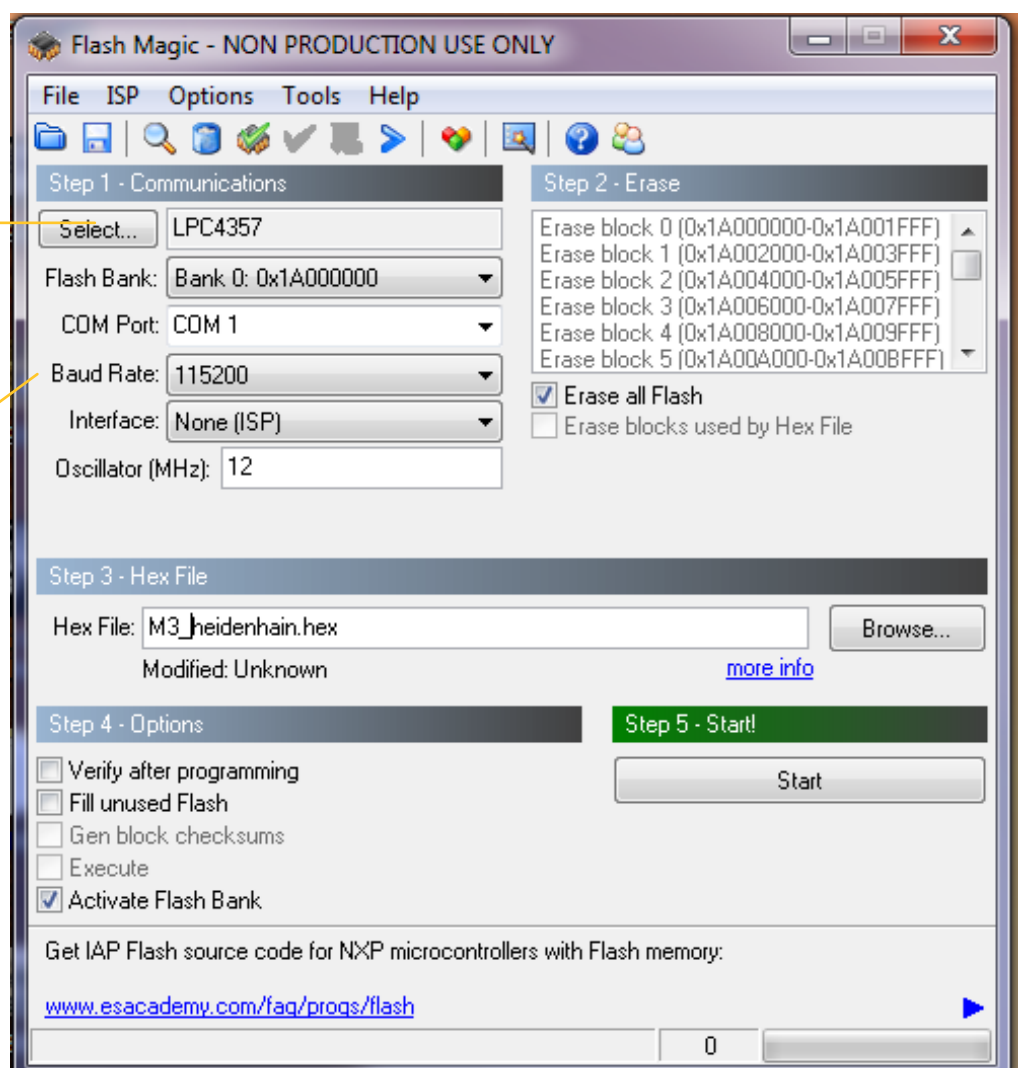 Flash Magic - NON PRODUCTION USE ONLY
File ISP Options Tools Help
Step 1 - Communications
Select... LPC4357
Flash Bank: Bank 0: 0x1A000000
COM Port: COM 1
Baud Rate: 115200
Interface: None (ISP)
Oscillator (MHz): 12
Step 2 - Erase
Erase block 0 (0x1A000000-0x1A001FFF)
Erase block 1 (0x1A002000-0x1A003FFF)
Erase block 2 (0x1A004000-0x1A005FFF)
Erase block 3 (0x1A006000-0x1A007FFF)
Erase block 4 (0x1A008000-0x1A009FFF)
Erase block 5 (0x1A00A000-0x1A00BFFF)
Erase all Flash
Erase blocks used by Hex File
Step 3 - Hex File
Hex File: M3_heidenhain.hex Browse...
Modified: Unknown more info
Step 4 - Options
Verify after programming
Fill unused Flash
Gen block checksums
Execute
Activate Flash Bank
Step 5 - Start!
Start
Get IAP Flash source code for NXP microcontrollers with Flash memory:
www.esacademy.com/faq/progs/flash
0